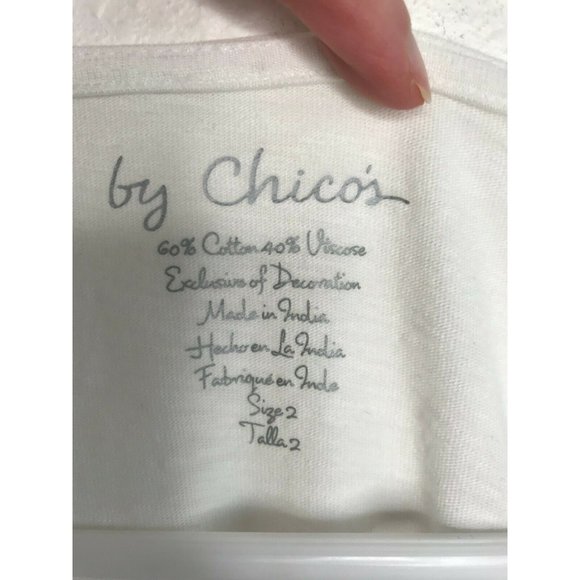 by Chico's
60% Cotton 40% Viscose
Exclusive of Decoration
Made in India
Hecho en La India
Fabriqué en Inde
Size 2
Talla 2